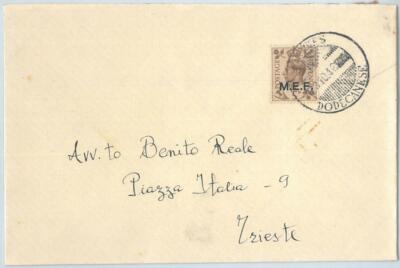 POSTAGE
M.E.F.
DODECANESE
Avv.to Benito Reale
Piazza Italia - 9
Trieste